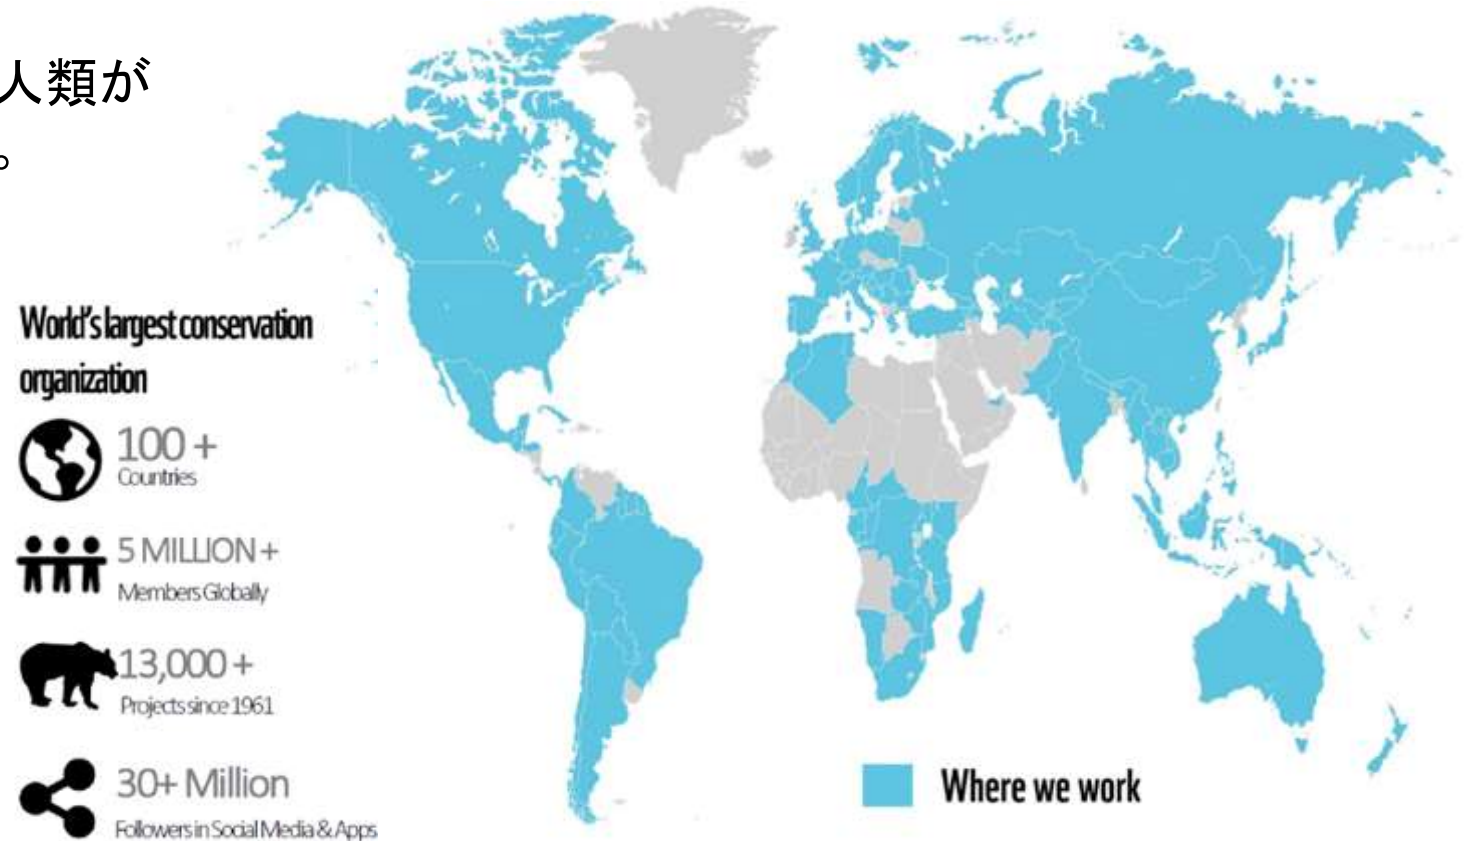 人類が
。
World's largest conservation
organization
100 +
Countries
5 MILLION +
Members Globally
13,000 +
Projects since 1961
30+ Million
Followers in Social Media & Apps
Where we work